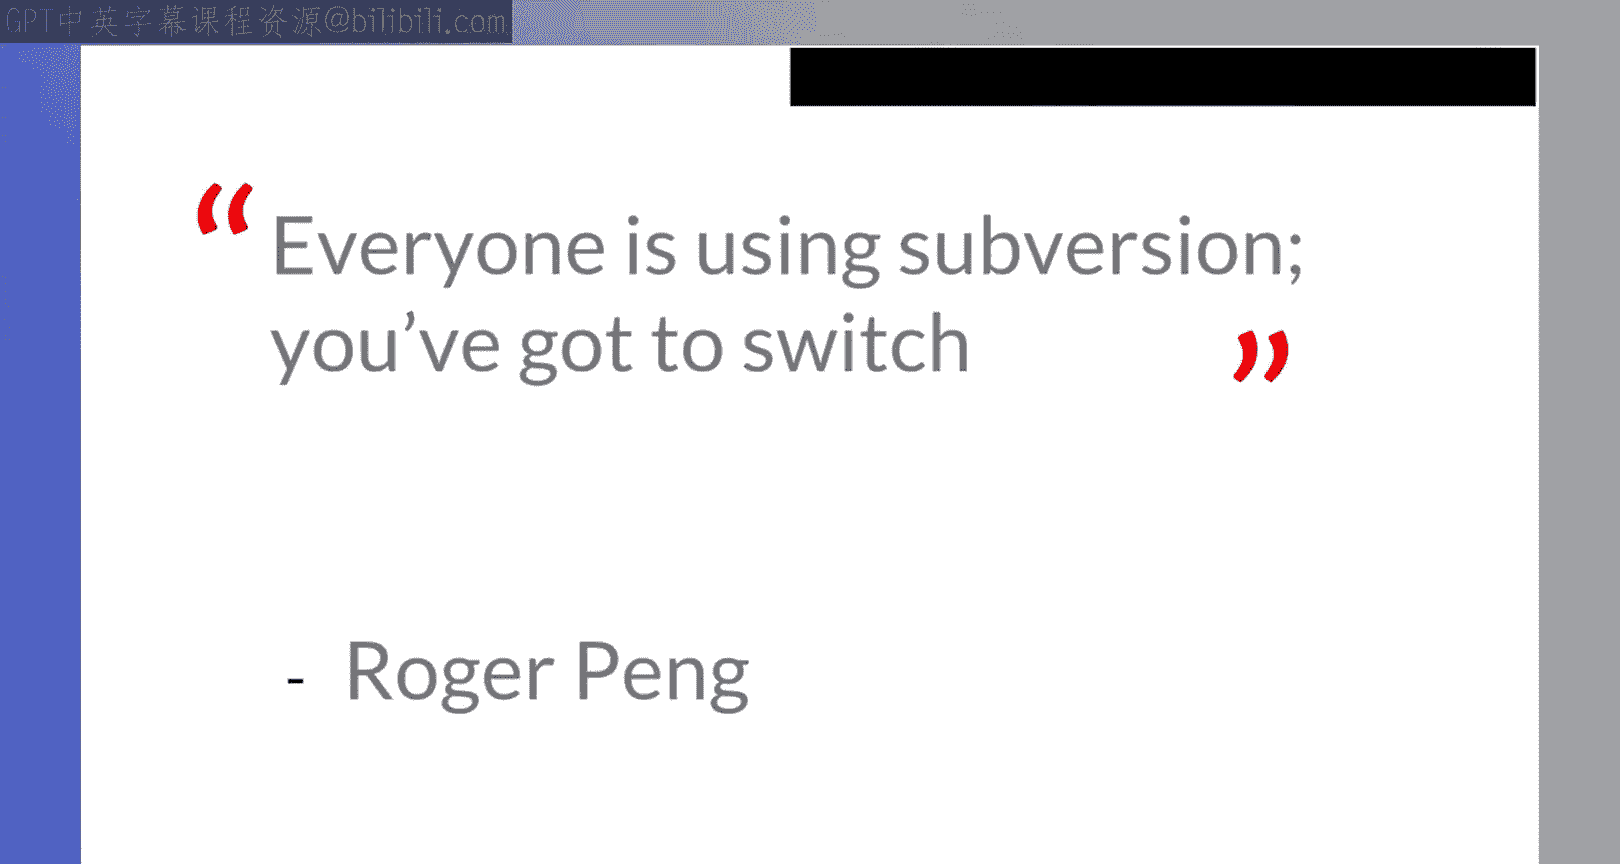 GPT中英字幕课程资源@bilibili.com
“Everyone is using subversion;
you’ve got to switch”
- Roger Peng